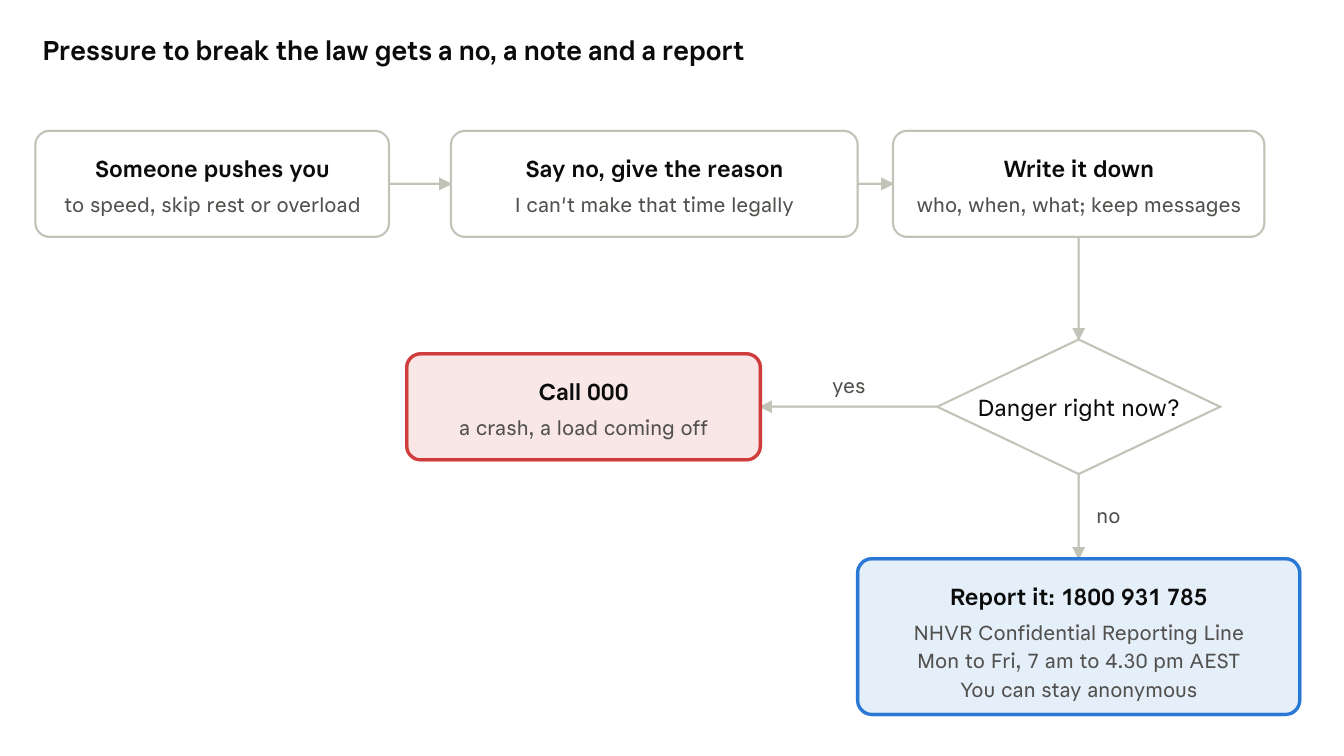 Pressure to break the law gets a no, a note and a report
Someone pushes you
to speed, skip rest or overload
Say no, give the reason
I can't make that time legally
Write it down
who, when, what; keep messages
Danger right now?
yes
Call 000
a crash, a load coming off
no
Report it: 1800 931 785
NHVR Confidential Reporting Line
Mon to Fri, 7 am to 4.30 pm AEST
You can stay anonymous